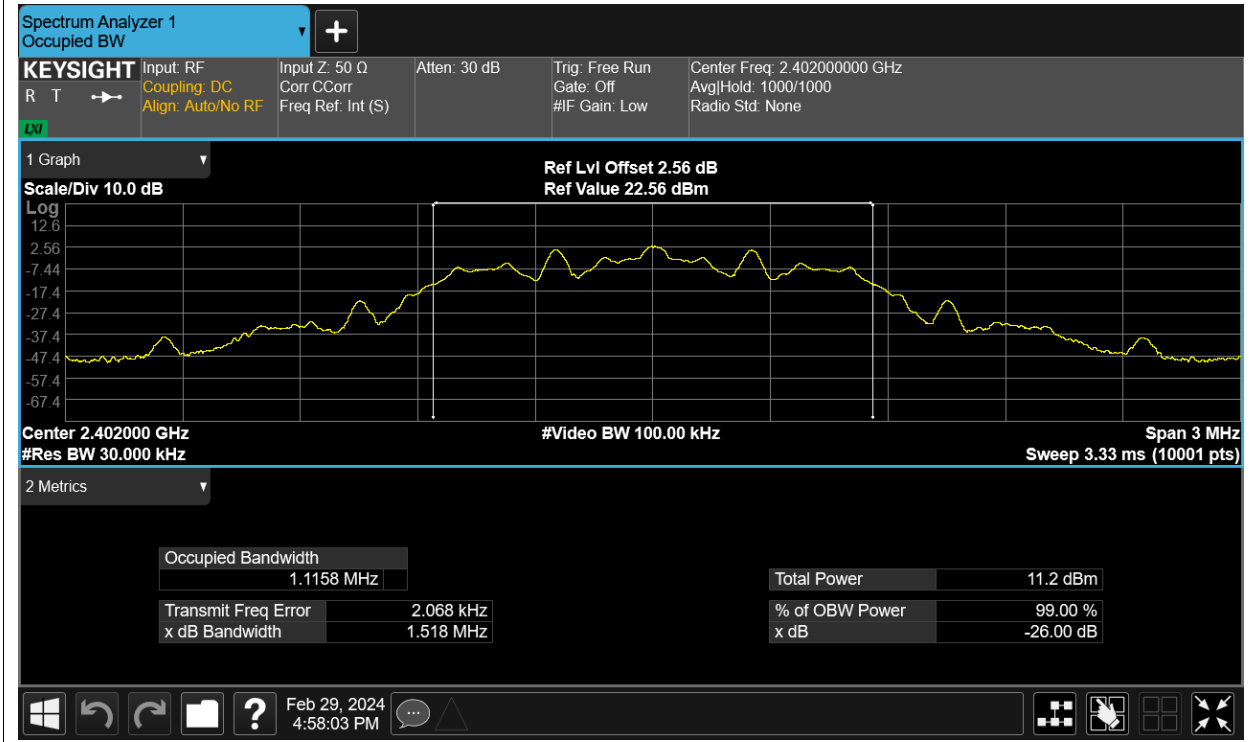 Spectrum Analyzer 1
Occupied BW
KEYSIGHT
R T
LXI
Input: RF
Coupling: DC
Align: Auto/No RF
Input Z: 50 Ω
Corr CCorr
Freq Ref: Int (S)
Atten: 30 dB
Trig: Free Run
Gate: Off
#IF Gain: Low
Center Freq: 2.402000000 GHz
Avg|Hold: 1000/1000
Radio Std: None
1 Graph
Scale/Div 10.0 dB
Ref Lvl Offset 2.56 dB
Ref Value 22.56 dBm
Log
12.6
2.56
-7.44
-17.4
-27.4
-37.4
-47.4
-57.4
-67.4
Center 2.402000 GHz
#Video BW 100.00 kHz
Span 3 MHz
#Res BW 30.000 kHz
Sweep 3.33 ms (10001 pts)
2 Metrics
Occupied Bandwidth
1.1158 MHz
Total Power 11.2 dBm
Transmit Freq Error 2.068 kHz
% of OBW Power 99.00 %
x dB Bandwidth 1.518 MHz
x dB -26.00 dB
?
Feb 29, 2024
4:58:03 PM